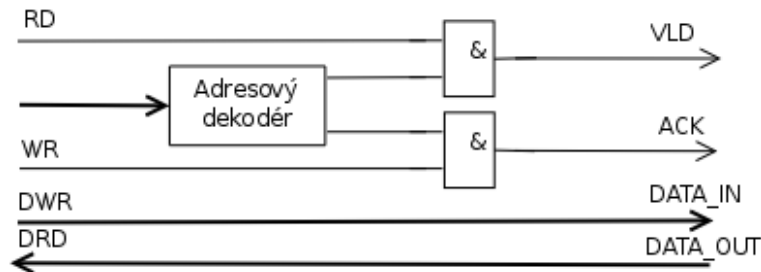 RD
&
VLD
Adresový
dekodér
ACK
&
WR
DWR
DATA_IN
DRD
DATA_OUT